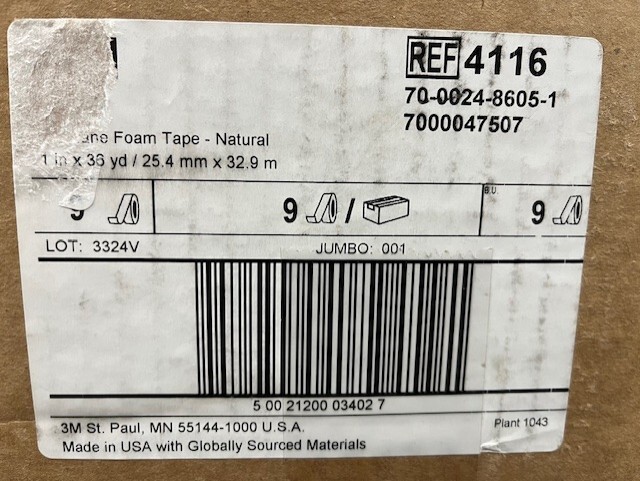 REF 4116
70-0024-8605-1
7000047507
Foam Tape - Natural
1 in x 36 yd / 25.4 mm x 32.9 m
9 9 / B.U. 9
LOT: 3324V JUMBO: 001
5 00 21200 03402 7
3M St. Paul, MN 55144-1000 U.S.A. Plant 1043
Made in USA with Globally Sourced Materials